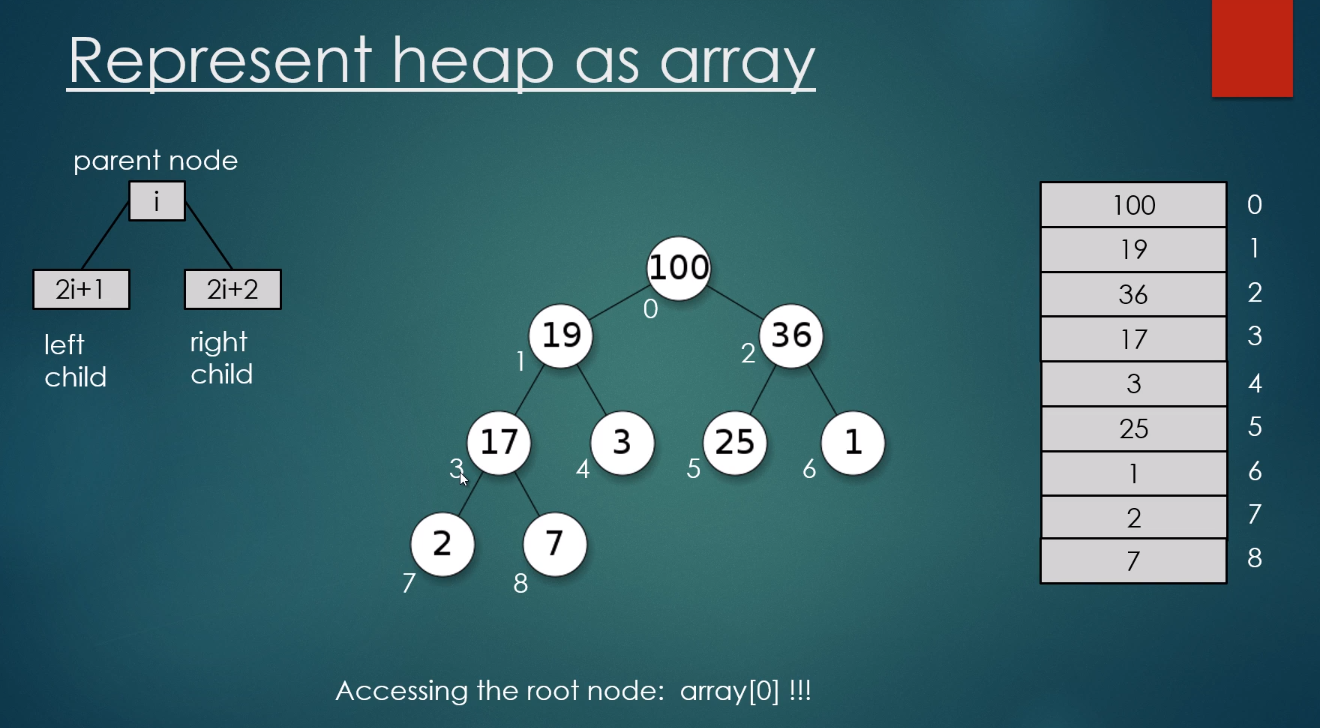 Represent heap as array
parent node
i
2i+1
2i+2
left
child
right
child
100
0
19
1
36
2
17
3
3
4
25
5
1
6
2
7
7
8
100 0
19 1
36 2
17 3
3 4
25 5
1 6
2 7
7 8
Accessing the root node: array[0] !!!